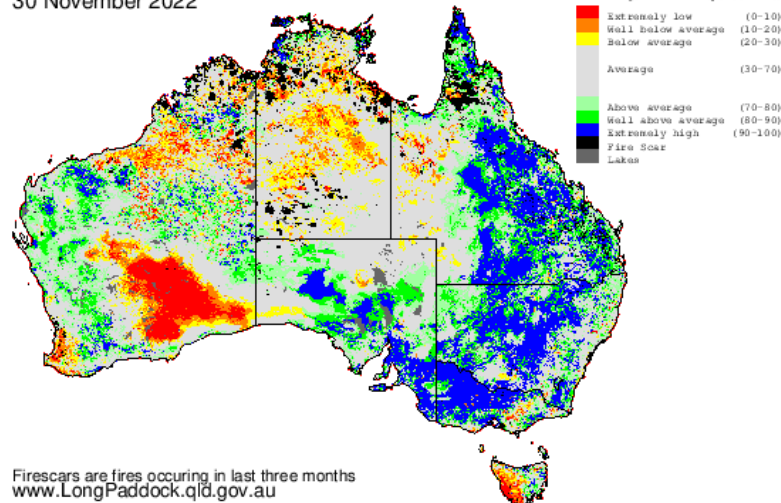 30 November 2022
Extremely low (0-10)
Well below average (10-20)
Below average (20-30)
Average (30-70)
Above average (70-80)
Well above average (80-90)
Extremely high (90-100)
Fire Scar
Lakes
Firescars are fires occuring in last three months
www.LongPaddock.qld.gov.au